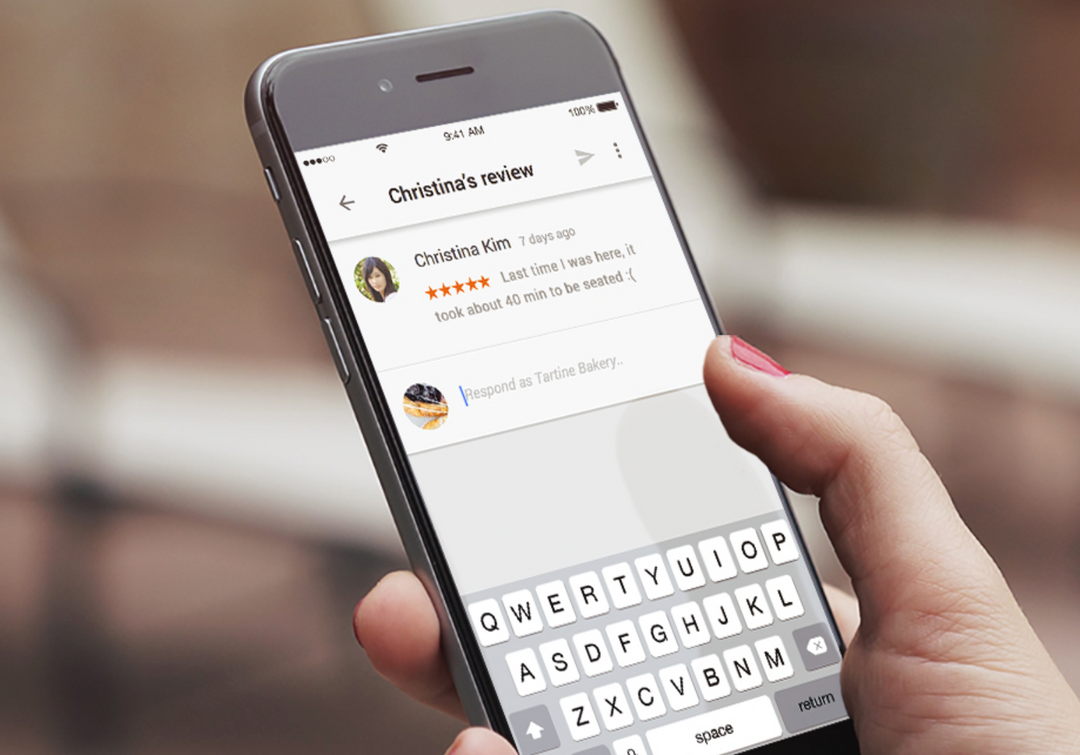 9:41 AM
100%
Christina's review
Christina Kim 7 days ago
Last time I was here, it
took about 40 min to be seated :(
Respond as Tartine Bakery..
Q W E R T Y U I O P
A S D F G H J K L
Z X C V B N M
space return